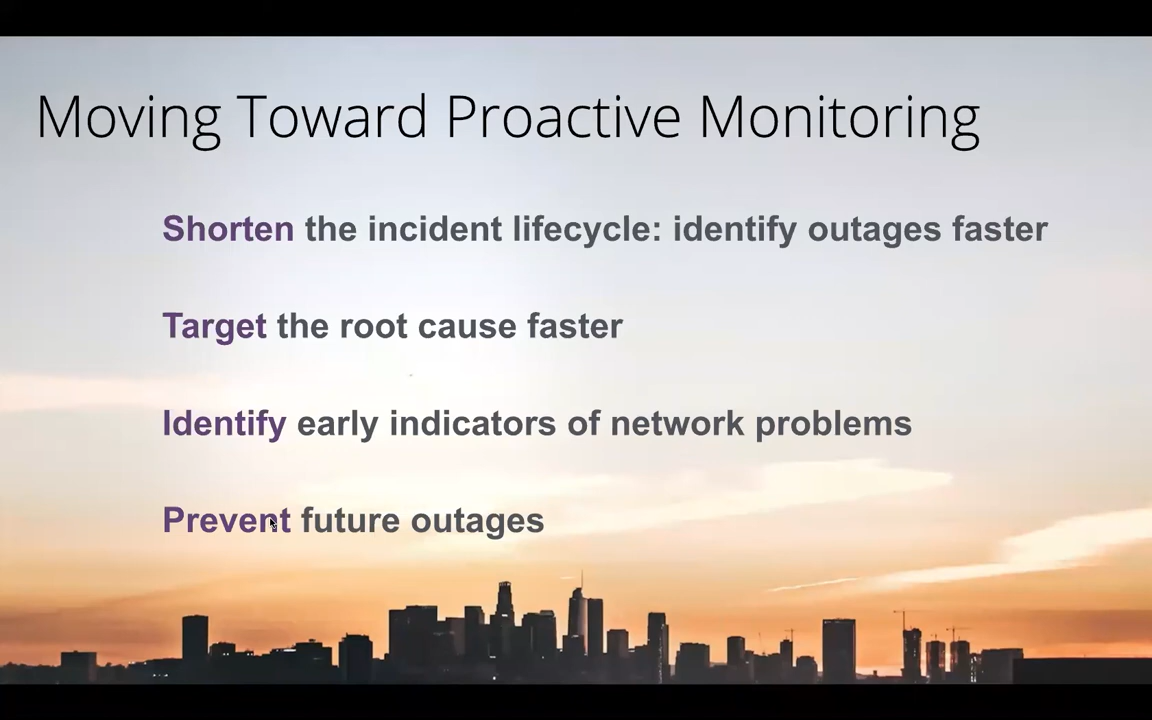 Moving Toward Proactive Monitoring
Shorten the incident lifecycle: identify outages faster
Target the root cause faster
Identify early indicators of network problems
Prevent future outages